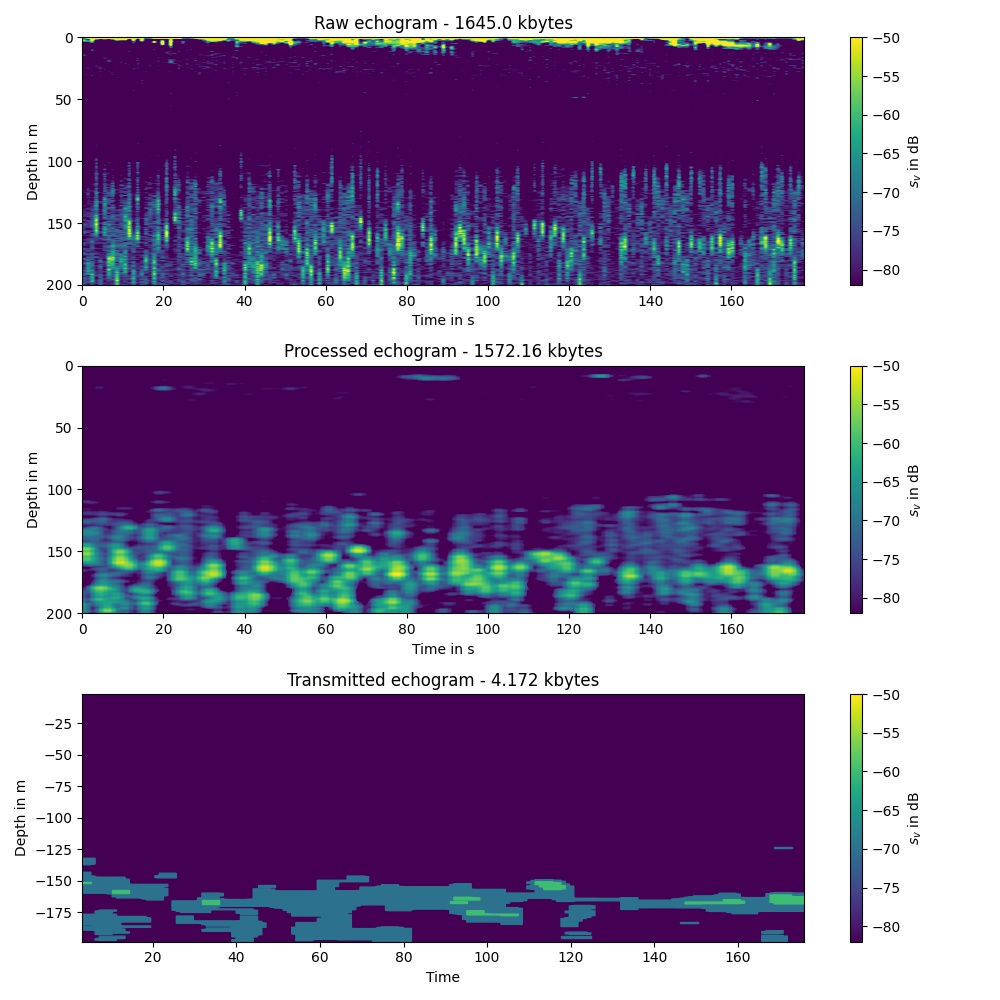 Raw echogram - 1645.0 kbytes
Depth in m
0
50
100
150
200
0 20 40 60 80 100 120 140 160
Time in s
−50
−55
−60
−65
−70
−75
−80
sv in dB
Processed echogram - 1572.16 kbytes
Depth in m
0
50
100
150
200
0 20 40 60 80 100 120 140 160
Time in s
−50
−55
−60
−65
−70
−75
−80
sv in dB
Transmitted echogram - 4.172 kbytes
Depth in m
−25
−50
−75
−100
−125
−150
−175
20 40 60 80 100 120 140 160
Time
−50
−55
−60
−65
−70
−75
−80
sv in dB